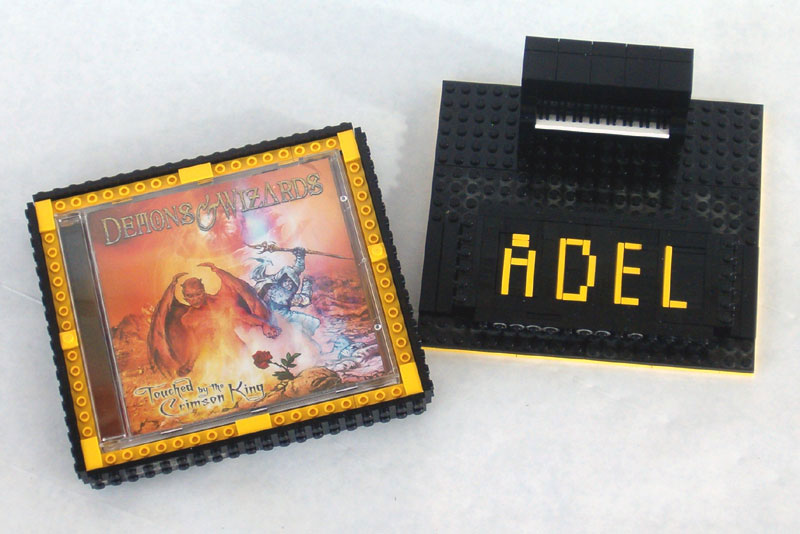 DEMONS & WIZARDS
Touched by the
Crimson King
ÅDEL